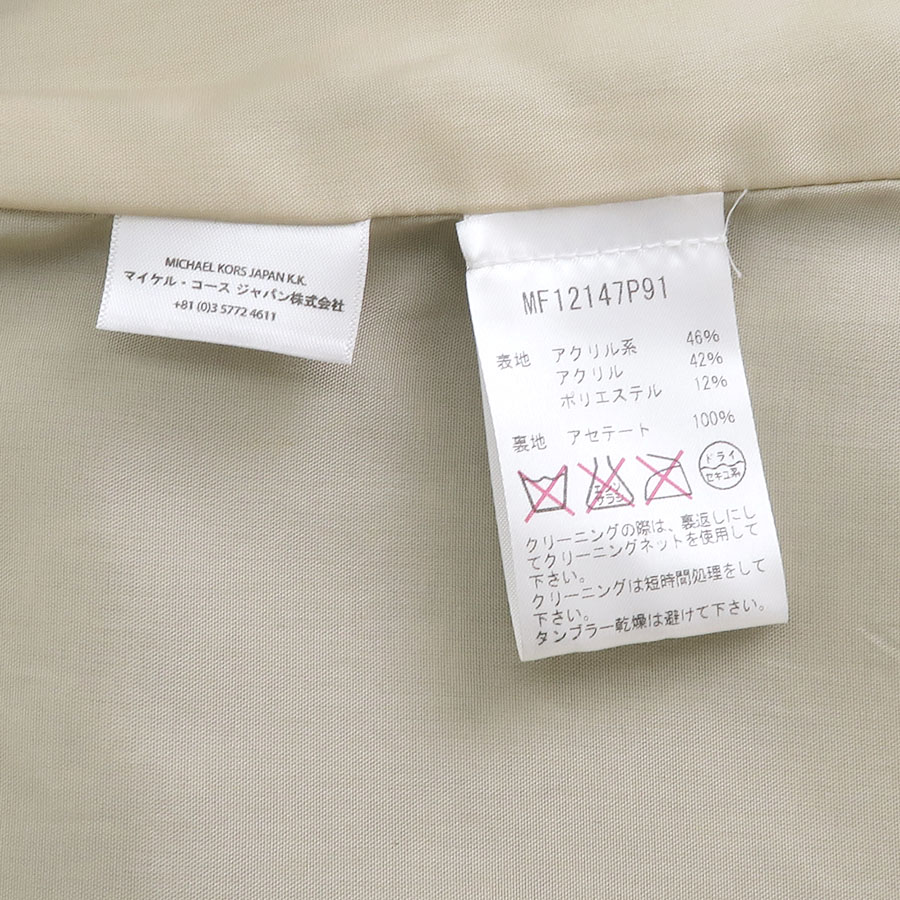 MICHAEL KORS JAPAN K.K.
マイケル・コース ジャパン株式会社
+81 (0)3 5772 4611
MF12147P91
表地 アクリル系 46%
アクリル 42%
ポリエステル 12%
裏地 アセテート 100%
エンソ
サラシ
ドライ
セキユ系
クリーニングの際は、裏返しにし
てクリーニングネットを使用して
下さい。
クリーニングは短時間処理をして
下さい。
タンブラー乾燥は避けて下さい。